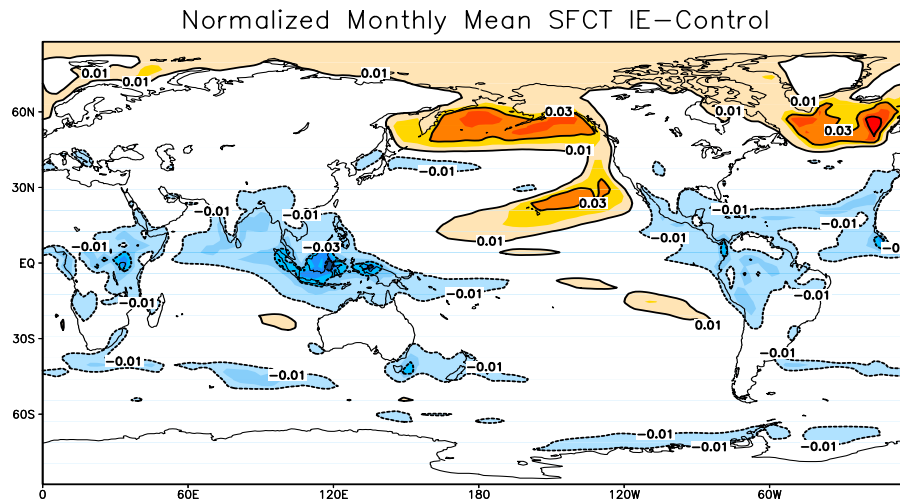 Normalized Monthly Mean SFCT IE-Control
0.01 0.01 0.01
60N 0.01 0.01
0.03 0.03
0.01
-0.01
30N
-0.01 -0.01 0.03 -0.01
-0.01
-0.01 -0.03 0.01 -0.01
EQ
-0.01 -0.01 -0.01
0.01
30S
-0.01 -0.01 -0.01
-0.01
60S
-0.01 -0.01
-0.01
0 60E 120E 180 120W 60W